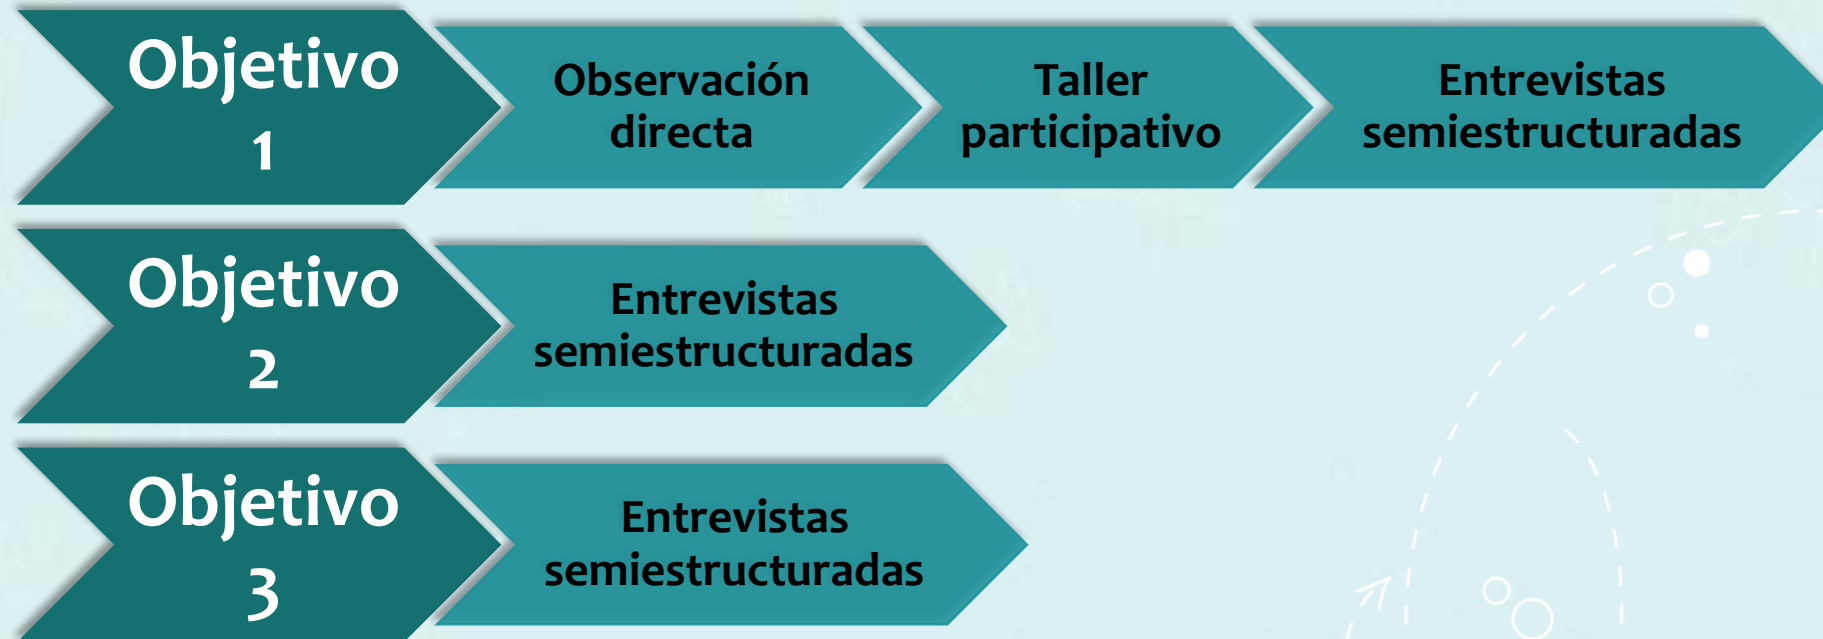 Objetivo
1
Observación
directa
Taller
participativo
Entrevistas
semiestructuradas
Objetivo
2
Entrevistas
semiestructuradas
Objetivo
3
Entrevistas
semiestructuradas